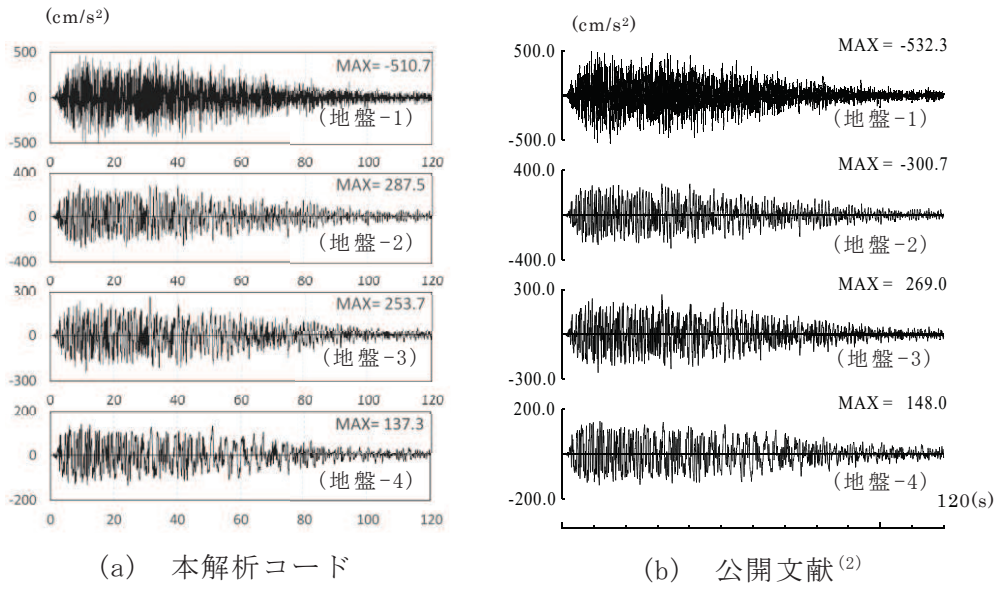 (cm/s²)
500
0
-500
MAX= -510.7
(地盤-1)
0 20 40 60 80 100 120
400
0
-400
MAX= 287.5
(地盤-2)
0 20 40 60 80 100 120
300
0
-300
MAX= 253.7
(地盤-3)
0 20 40 60 80 100 120
200
0
-200
MAX= 137.3
(地盤-4)
0 20 40 60 80 100 120
(a) 本解析コード
(cm/s²)
500.0
-500.0
MAX = -532.3
(地盤-1)
400.0
-400.0
MAX = -300.7
(地盤-2)
300.0
-300.0
MAX = 269.0
(地盤-3)
200.0
-200.0
MAX = 148.0
(地盤-4)
120(s)
(b) 公開文献⁽²⁾